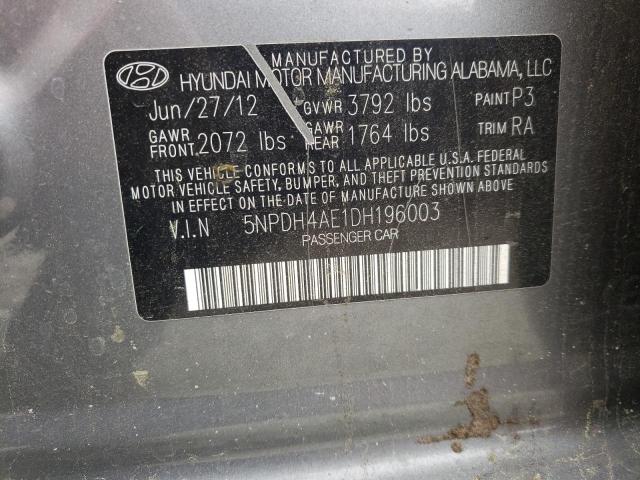 MANUFACTURED BY
HYUNDAI MOTOR MANUFACTURING ALABAMA, LLC
Jun/27/12 GVWR 3792 lbs PAINT P3
GAWR FRONT 2072 lbs GAWR REAR 1764 lbs TRIM RA
THIS VEHICLE CONFORMS TO ALL APPLICABLE U.S.A. FEDERAL
MOTOR VEHICLE SAFETY, BUMPER, AND THEFT PREVENTION STANDARDS
IN EFFECT ON THE DATE OF MANUFACTURE SHOWN ABOVE
V.I.N 5NPDH4AE1DH196003
PASSENGER CAR